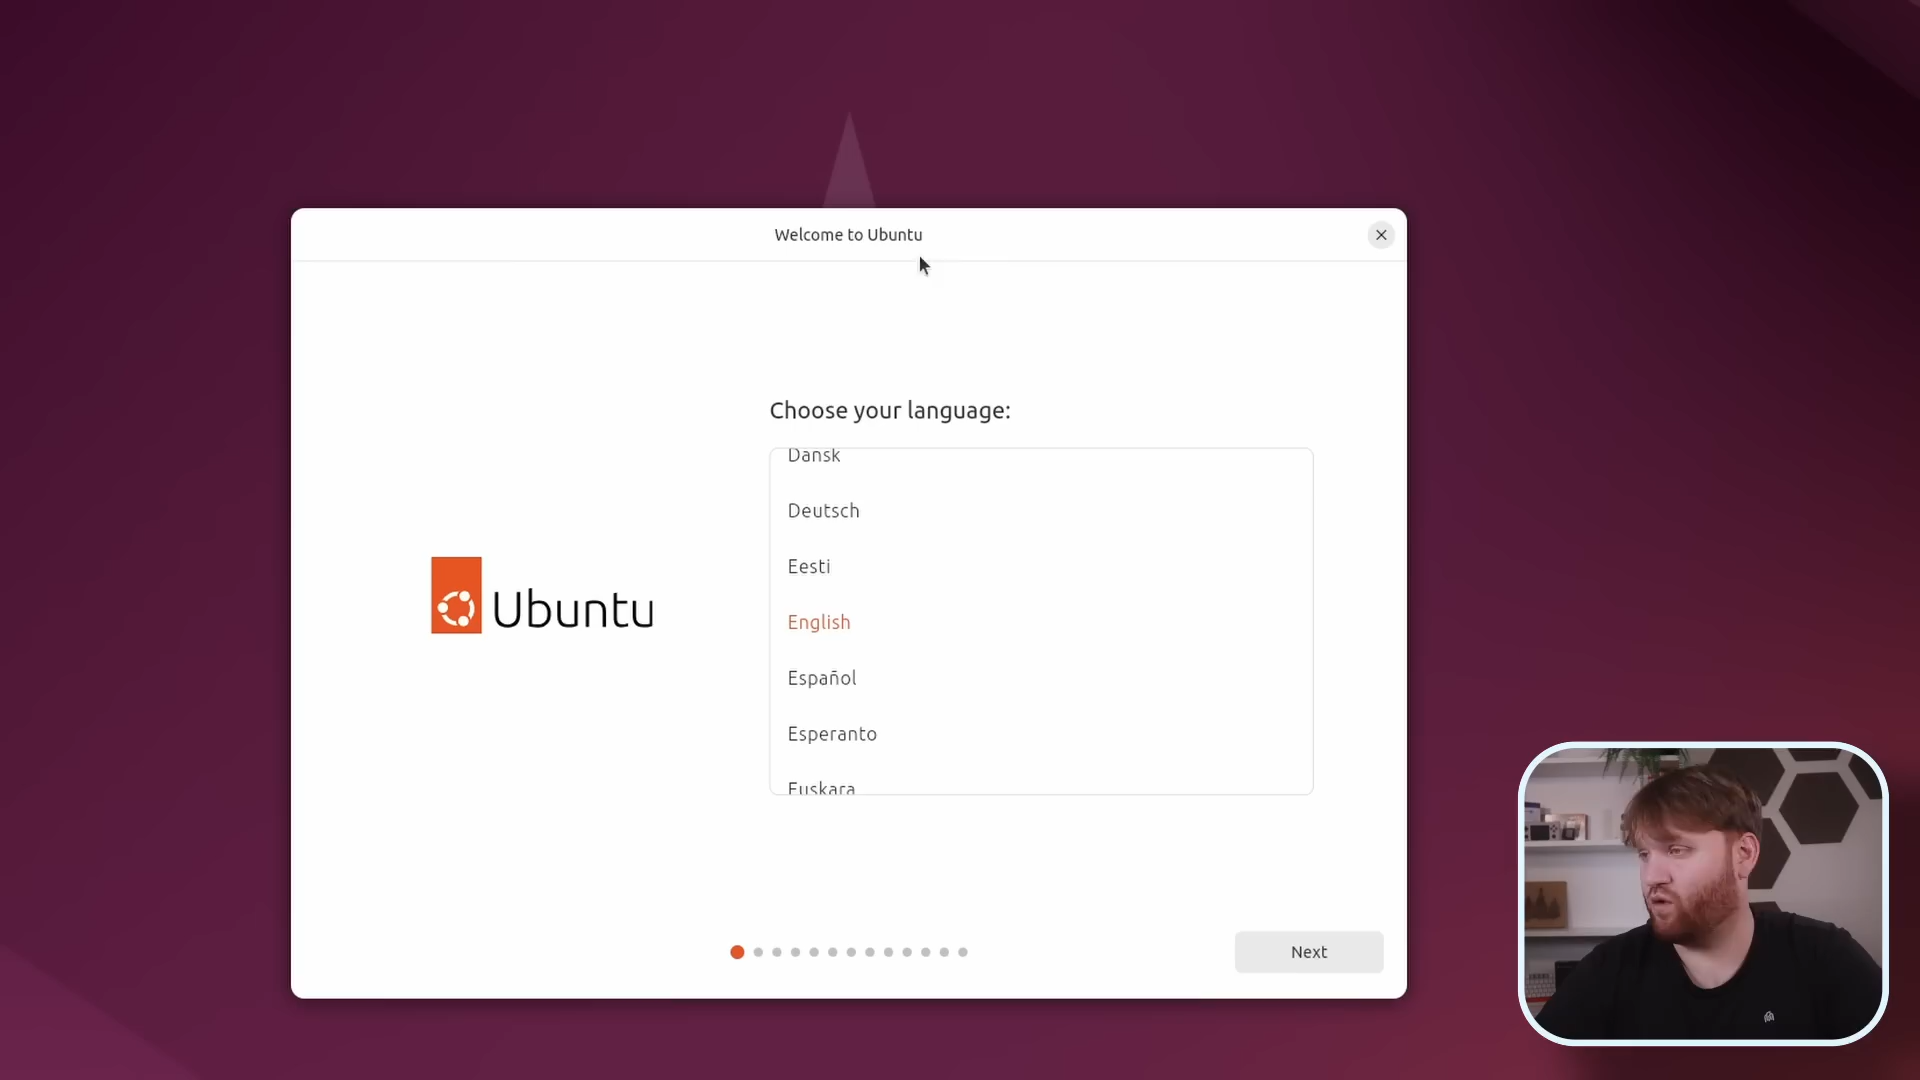 Welcome to Ubuntu
Choose your language:
Dansk
Deutsch
Eesti
English
Español
Esperanto
Euskara
Ubuntu
Next